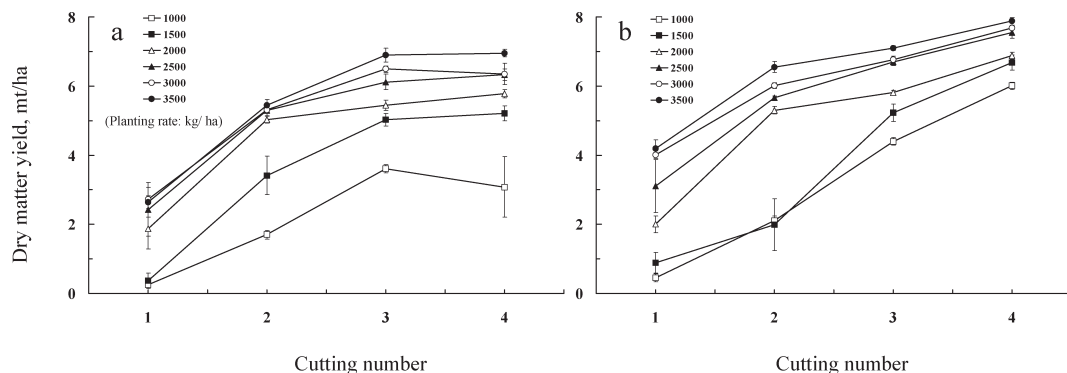 a
1000
1500
2000
2500
3000
3500
(Planting rate: kg/ ha)
8
6
4
2
0
1 2 3 4
Cutting number
Dry matter yield, mt/ha
b
1000
1500
2000
2500
3000
3500
8
6
4
2
0
1 2 3 4
Cutting number